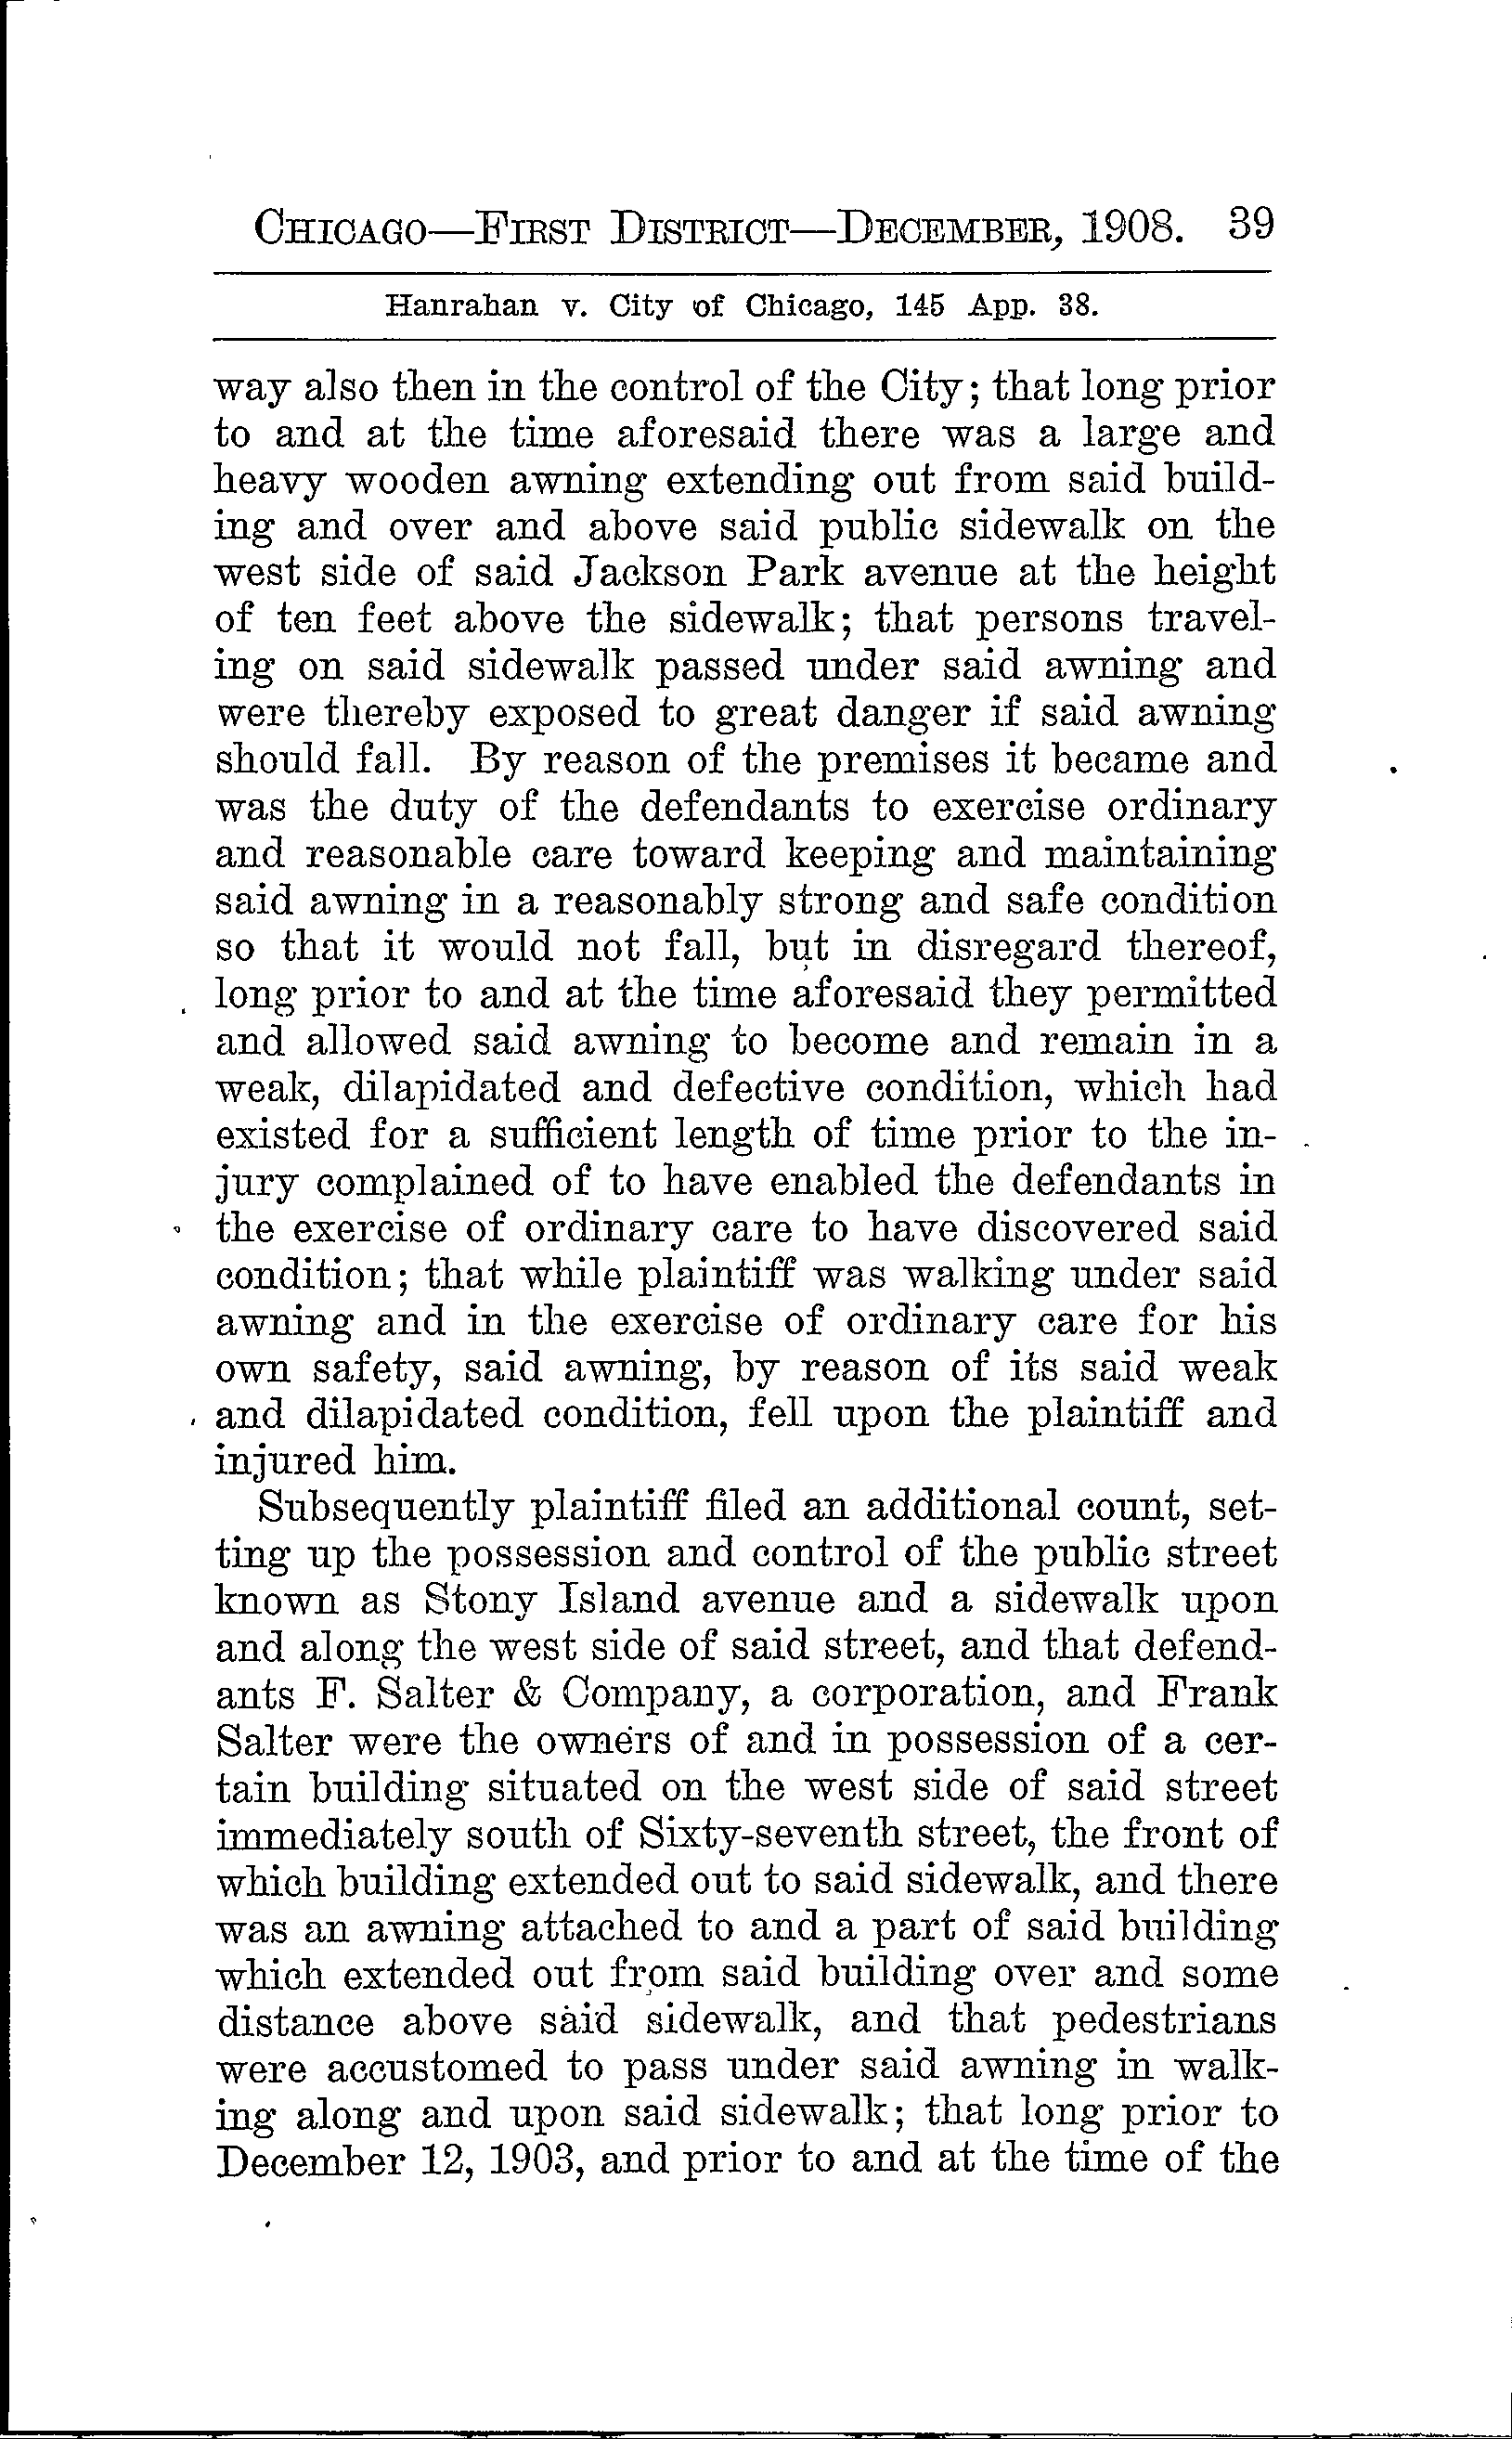 CHICAGO—FIRST DISTRICT—DECEMBER, 1908. 39
Hanrahan v. City of Chicago, 145 App. 38.
way also then in the control of the City; that long prior
to and at the time aforesaid there was a large and
heavy wooden awning extending out from said build-
ing and over and above said public sidewalk on the
west side of said Jackson Park avenue at the height
of ten feet above the sidewalk; that persons travel-
ing on said sidewalk passed under said awning and
were thereby exposed to great danger if said awning
should fall. By reason of the premises it became and
was the duty of the defendants to exercise ordinary
and reasonable care toward keeping and maintaining
said awning in a reasonably strong and safe condition
so that it would not fall, but in disregard thereof,
long prior to and at the time aforesaid they permitted
and allowed said awning to become and remain in a
weak, dilapidated and defective condition, which had
existed for a sufficient length of time prior to the in-
jury complained of to have enabled the defendants in
the exercise of ordinary care to have discovered said
condition; that while plaintiff was walking under said
awning and in the exercise of ordinary care for his
own safety, said awning, by reason of its said weak
and dilapidated condition, fell upon the plaintiff and
injured him.
Subsequently plaintiff filed an additional count, set-
ting up the possession and control of the public street
known as Stony Island avenue and a sidewalk upon
and along the west side of said street, and that defend-
ants F. Salter & Company, a corporation, and Frank
Salter were the owners of and in possession of a cer-
tain building situated on the west side of said street
immediately south of Sixty-seventh street, the front of
which building extended out to said sidewalk, and there
was an awning attached to and a part of said building
which extended out from said building over and some
distance above said sidewalk, and that pedestrians
were accustomed to pass under said awning in walk-
ing along and upon said sidewalk; that long prior to
December 12, 1903, and prior to and at the time of the